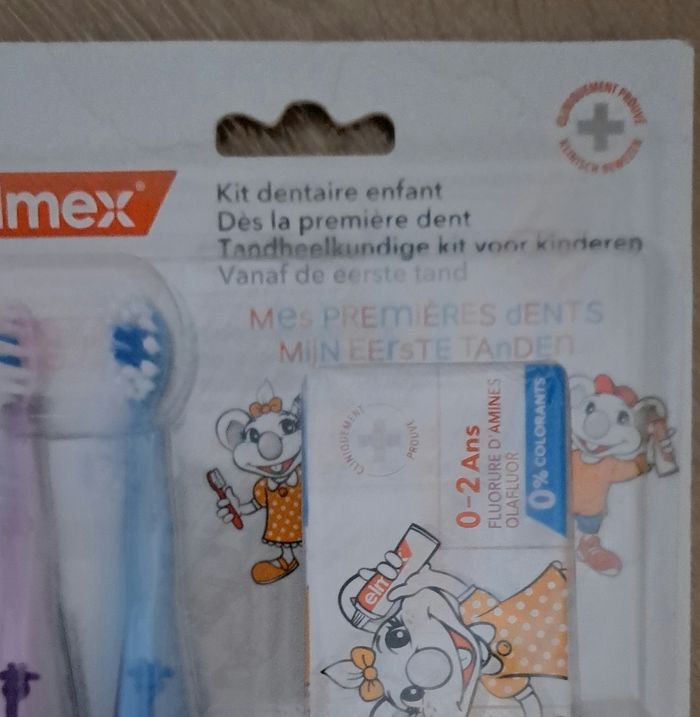 CLINIQUEMENT PROUVÉ
KLINISCH BEWEZEN
lmex
Kit dentaire enfant
Dès la première dent
Tandheelkundige kit voor kinderen
Vanaf de eerste tand
Mes PREMIÈRES DENTS
MIJN EERSTE TANDEN
CLINIQUEMENT
PROUVÉ
0-2 Ans
FLUORURE D'AMINES
OLAFLUOR
0% COLORANTS
elm